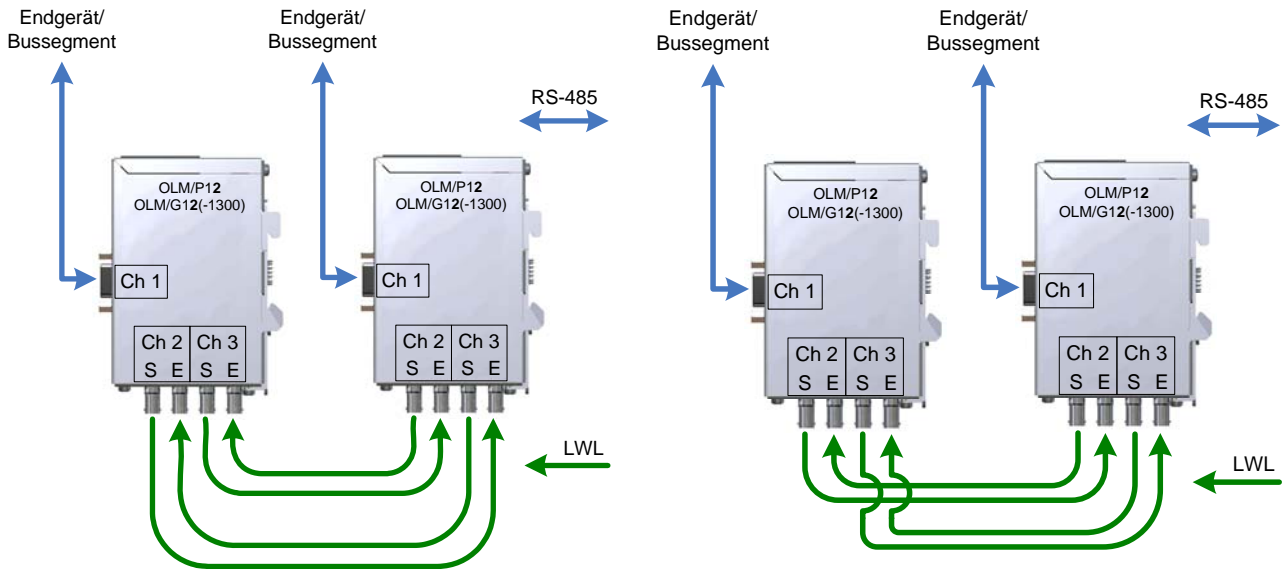 Endgerät/
Bussegment
Endgerät/
Bussegment
RS-485
OLM/P12
OLM/G12(-1300)
OLM/P12
OLM/G12(-1300)
Ch 1
Ch 1
Ch 2 Ch 3
S E S E
Ch 2 Ch 3
S E S E
LWL
Endgerät/
Bussegment
Endgerät/
Bussegment
RS-485
OLM/P12
OLM/G12(-1300)
OLM/P12
OLM/G12(-1300)
Ch 1
Ch 1
Ch 2 Ch 3
S E S E
Ch 2 Ch 3
S E S E
LWL